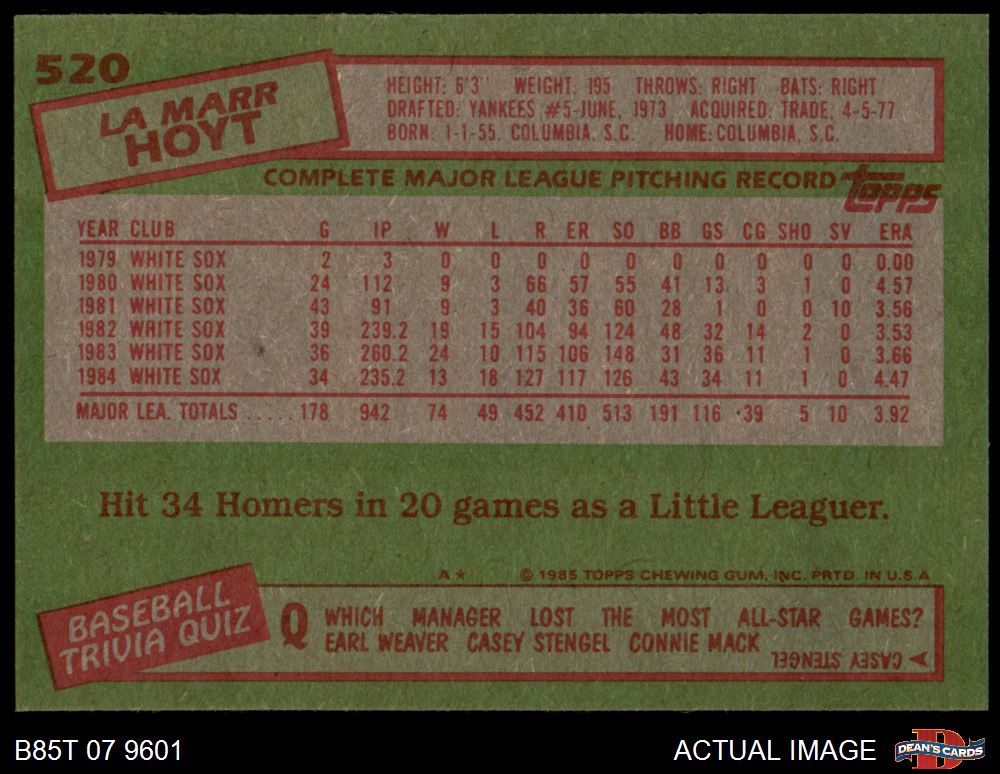 520
LA MARR
HOYT
HEIGHT: 6'3" WEIGHT: 195 THROWS: RIGHT BATS: RIGHT
DRAFTED: YANKEES #5-JUNE, 1973 ACQUIRED: TRADE, 4-5-77
BORN: 1-1-55, COLUMBIA, S.C. HOME: COLUMBIA, S.C.
COMPLETE MAJOR LEAGUE PITCHING RECORD topps
YEAR CLUB G IP W L R ER SO BB GS CG SHO SV ERA
1979 WHITE SOX 2 3 0 0 0 0 0 0 0 0 0 0 0.00
1980 WHITE SOX 24 112 9 3 66 57 55 41 13 3 1 0 4.57
1981 WHITE SOX 43 91 9 3 40 36 60 28 1 0 0 10 3.56
1982 WHITE SOX 39 239.2 19 15 104 94 124 48 32 14 2 0 3.53
1983 WHITE SOX 36 260.2 24 10 115 106 148 31 36 11 1 0 3.66
1984 WHITE SOX 34 235.2 13 18 127 117 126 43 34 11 1 0 4.47
MAJOR LEA. TOTALS ..... 178 942 74 49 452 410 513 191 116 39 5 10 3.92
Hit 34 Homers in 20 games as a Little Leaguer.
A* © 1985 TOPPS CHEWING GUM, INC. PRTD. IN U.S.A
BASEBALL
TRIVIA QUIZ
Q WHICH MANAGER LOST THE MOST ALL-STAR GAMES?
EARL WEAVER CASEY STENGEL CONNIE MACK
CASEY STENGEL
B85T 07 9601
ACTUAL IMAGE
D
DEAN'S CARDS